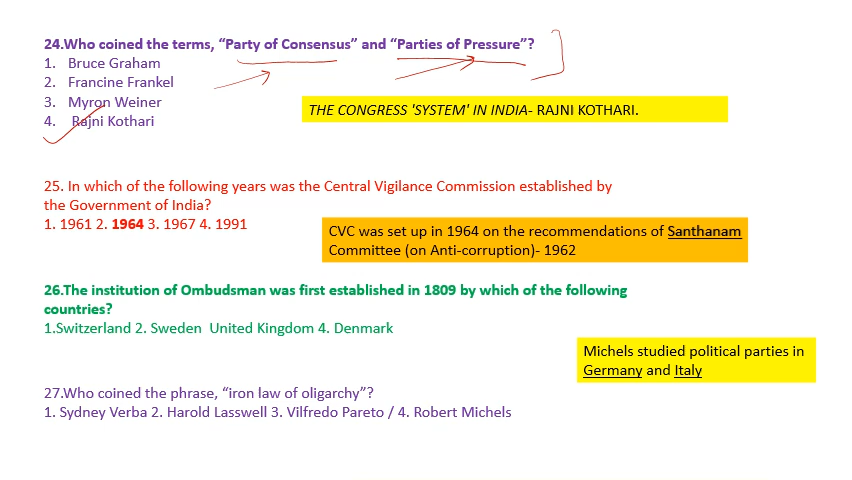 24.Who coined the terms, “Party of Consensus” and “Parties of Pressure”?
1. Bruce Graham
2. Francine Frankel
3. Myron Weiner
4. Rajni Kothari
THE CONGRESS 'SYSTEM' IN INDIA- RAJNI KOTHARI.
25. In which of the following years was the Central Vigilance Commission established by
the Government of India?
1. 1961 2. 1964 3. 1967 4. 1991
CVC was set up in 1964 on the recommendations of Santhanam
Committee (on Anti-corruption)- 1962
26.The institution of Ombudsman was first established in 1809 by which of the following
countries?
1.Switzerland 2. Sweden United Kingdom 4. Denmark
Michels studied political parties in
Germany and Italy
27.Who coined the phrase, “iron law of oligarchy”?
1. Sydney Verba 2. Harold Lasswell 3. Vilfredo Pareto / 4. Robert Michels